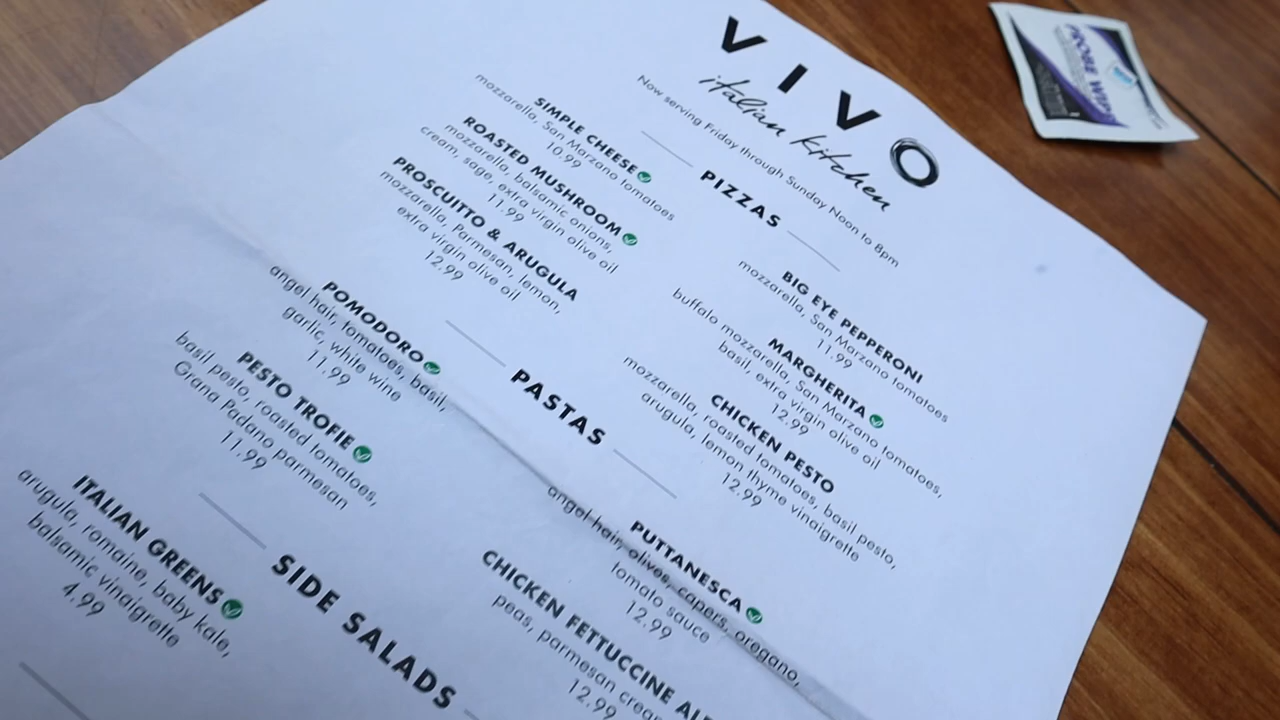 VIVO
italian kitchen
Now serving Friday through Sunday Noon to 8pm
PIZZAS
SIMPLE CHEESE
mozzarella, San Marzano tomatoes
10.99
ROASTED MUSHROOM
mozzarella, balsamic onions,
cream, sage, extra virgin olive oil
11.99
PROSCUITTO & ARUGULA
mozzarella, Parmesan, lemon,
extra virgin olive oil
12.99
BIG EYE PEPPERONI
mozzarella, San Marzano tomatoes
11.99
MARGHERITA
buffalo mozzarella, San Marzano tomatoes,
basil, extra virgin olive oil
12.99
CHICKEN PESTO
mozzarella, roasted tomatoes, basil pesto,
arugula, lemon thyme vinaigrette
12.99
PASTAS
POMODORO
angel hair, tomatoes, basil,
garlic, white wine
11.99
PESTO TROFIE
basil pesto, roasted tomatoes,
Grana Padano parmesan
11.99
PUTTANESCA
angel hair, olives, capers, oregano,
tomato sauce
12.99
CHICKEN FETTUCCINE
peas, parmesan
12.99
SIDE SALADS
ITALIAN GREENS
arugula, romaine, baby kale,
balsamic vinaigrette
4.99
PROBE WIPE